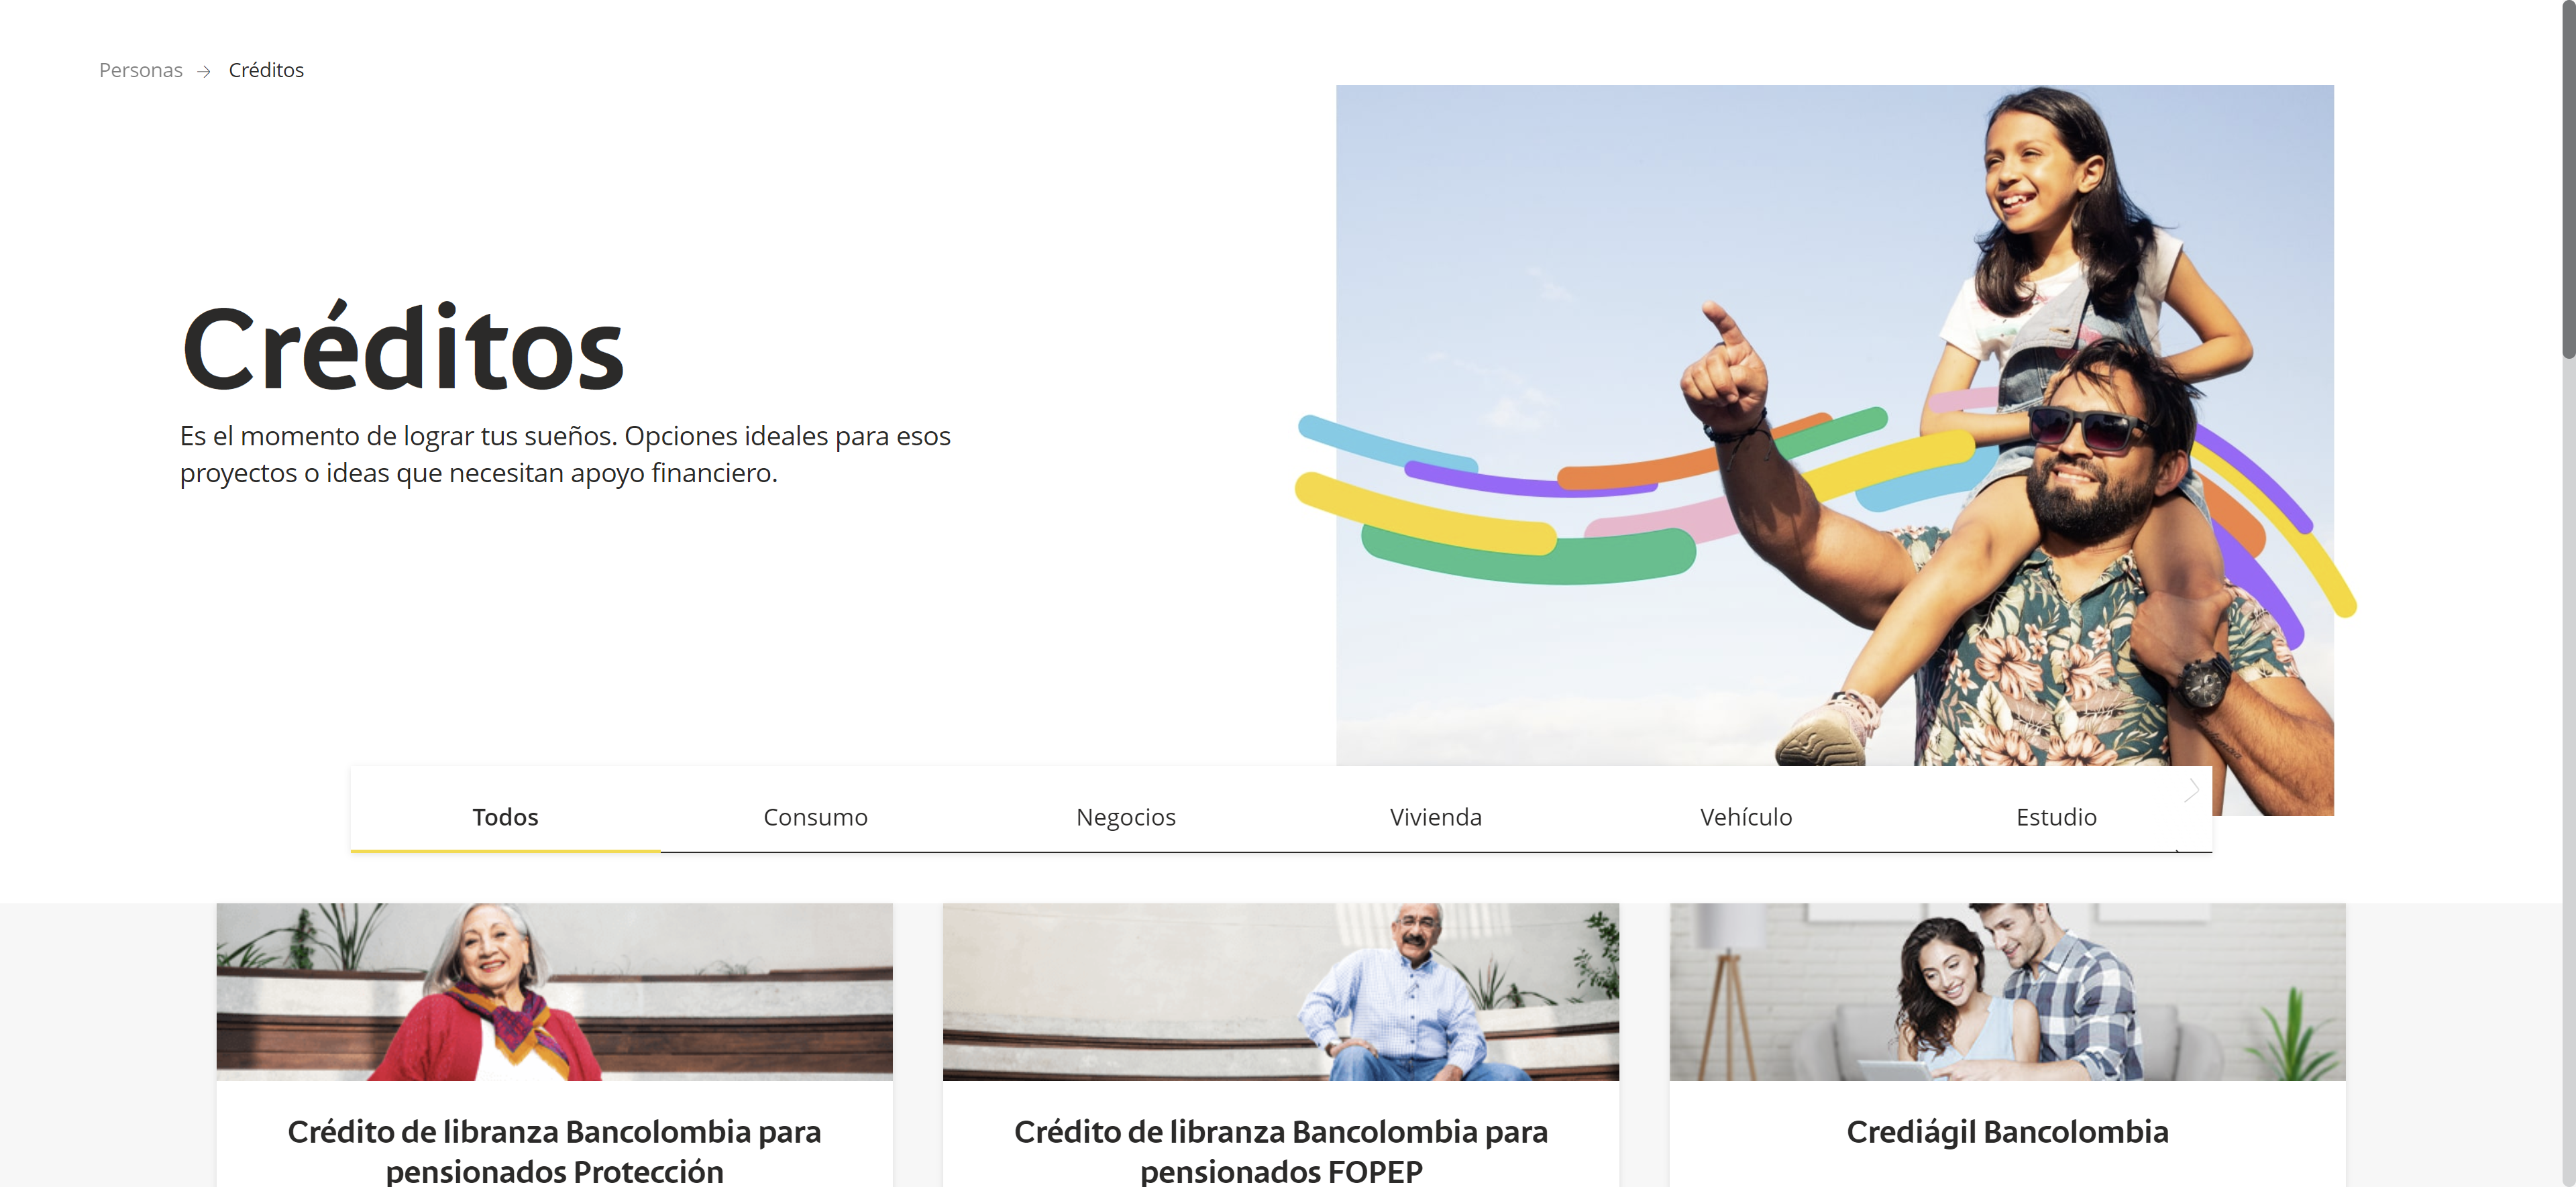 Personas → Créditos
Créditos
Es el momento de lograr tus sueños. Opciones ideales para esos
proyectos o ideas que necesitan apoyo financiero.
Todos
Consumo
Negocios
Vivienda
Vehículo
Estudio
Crédito de libranza Bancolombia para
pensionados Protección
Crédito de libranza Bancolombia para
pensionados FOPEP
Crediágil Bancolombia